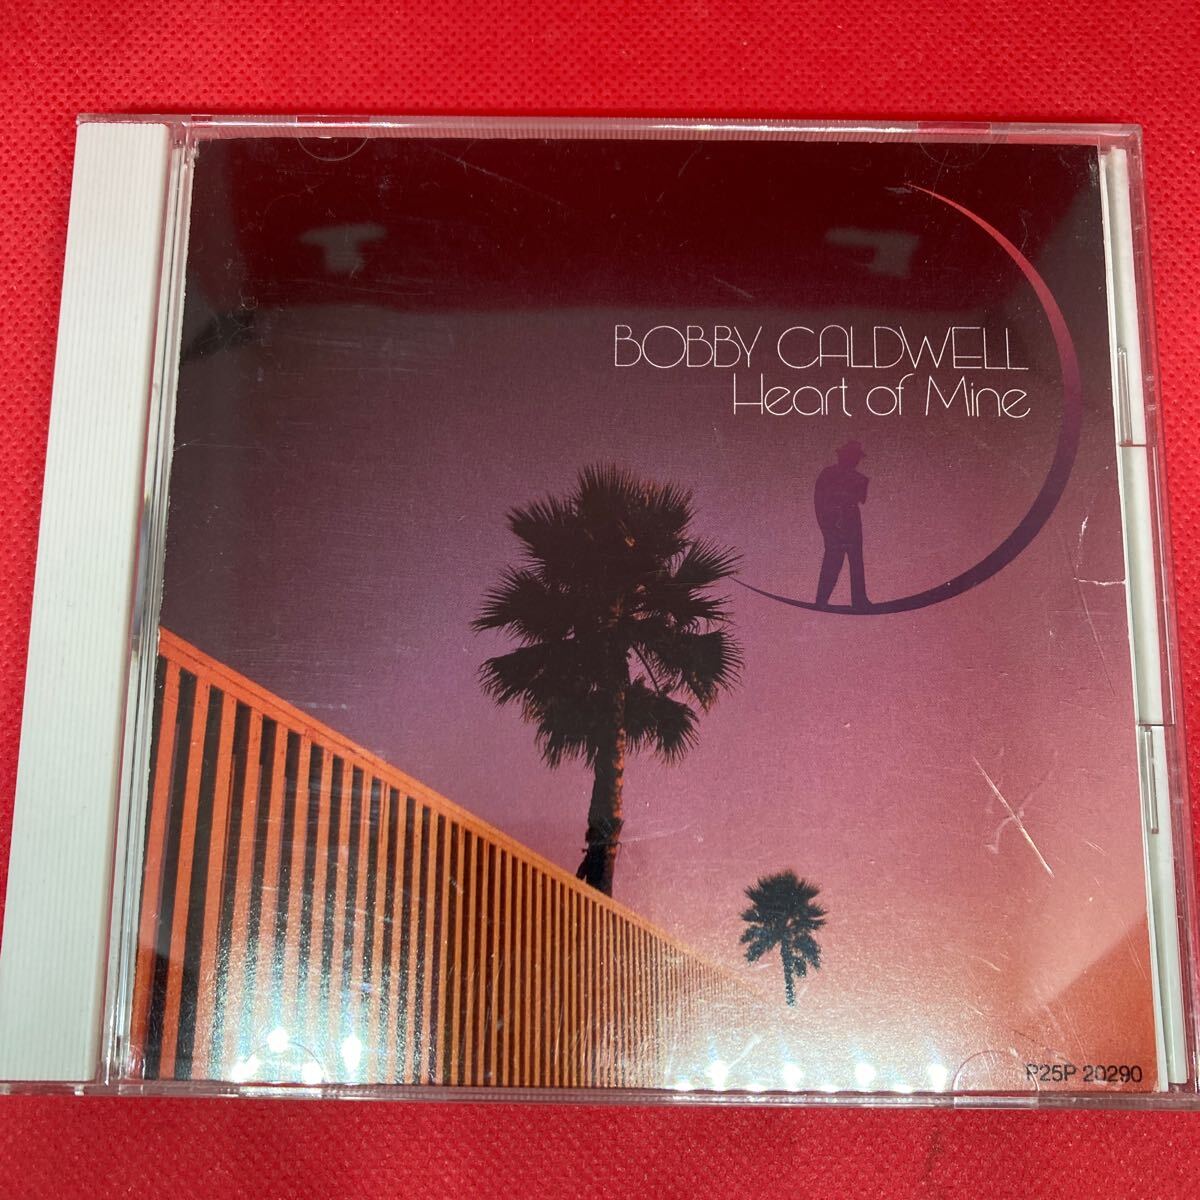 BOBBY CALDWELL
Heart of Mine
P25P 20290